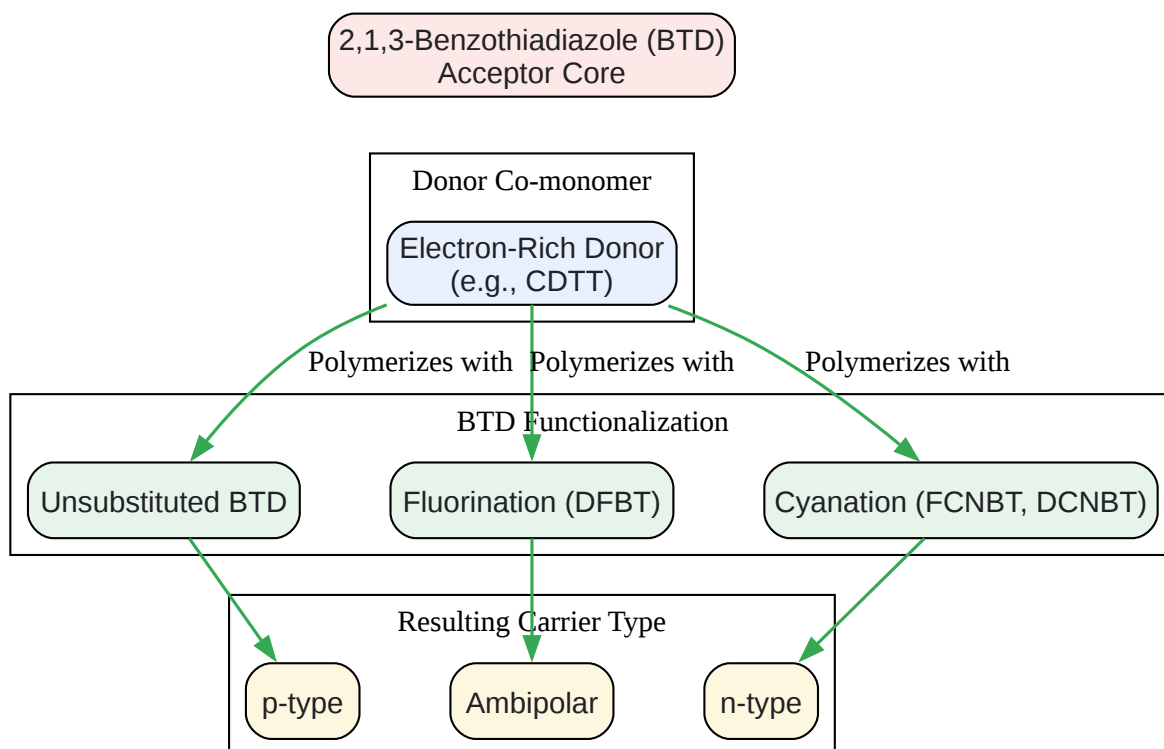 2,1,3-Benzothiadiazole (BTD)
Acceptor Core
Donor Co-monomer
Electron-Rich Donor
(e.g., CDTT)
Polymerizes with
Polymerizes with
Polymerizes with
BTD Functionalization
Unsubstituted BTD
Fluorination (DFBT)
Cyanation (FCNBT, DCNBT)
Resulting Carrier Type
p-type
Ambipolar
n-type